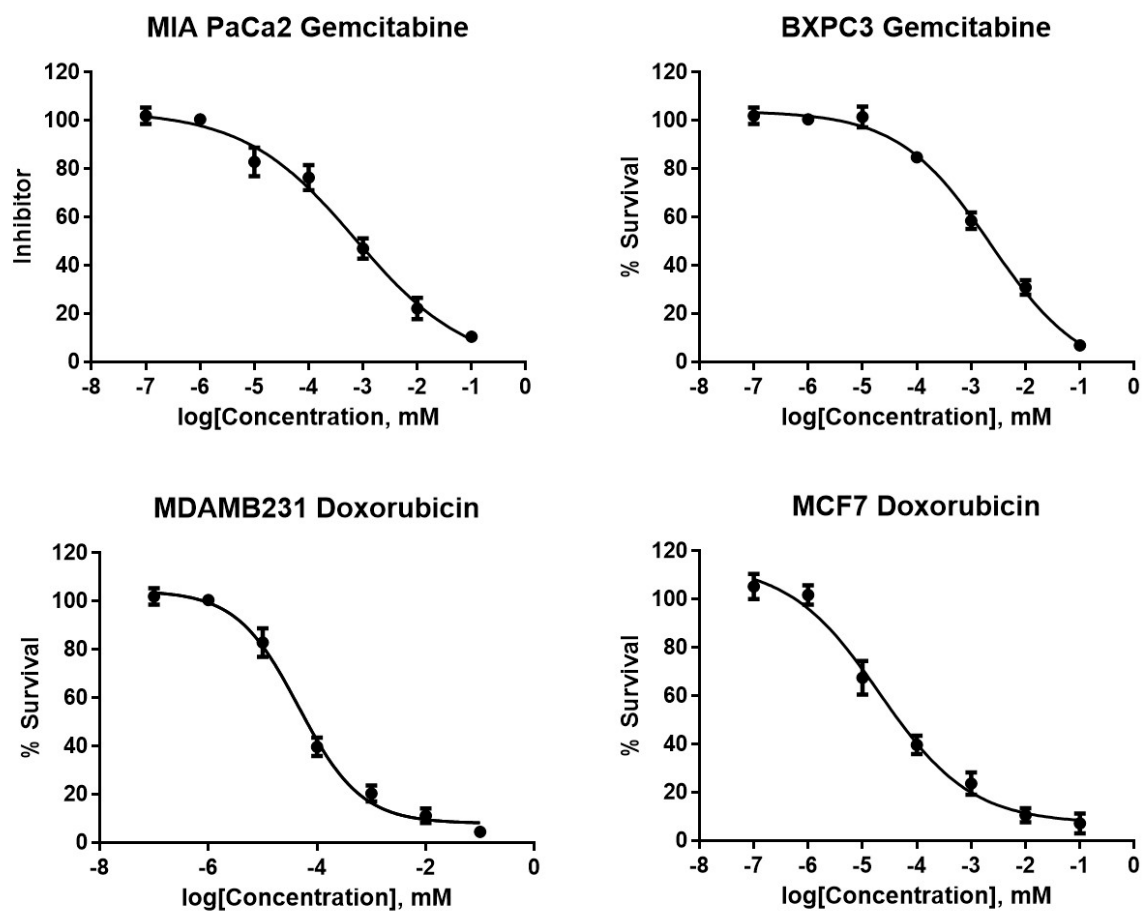 MIA PaCa2 Gemcitabine
120
100
80
60
40
20
0
Inhibitor
-8 -7 -6 -5 -4 -3 -2 -1 0
log[Concentration, mM
BXPC3 Gemcitabine
120
100
80
60
40
20
0
% Survival
-8 -7 -6 -5 -4 -3 -2 -1 0
log[Concentration], mM
MDAMB231 Doxorubicin
120
100
80
60
40
20
0
% Survival
-8 -6 -4 -2 0
log[Concentration], mM
MCF7 Doxorubicin
120
100
80
60
40
20
0
% Survival
-8 -7 -6 -5 -4 -3 -2 -1 0
log[Concentration], mM